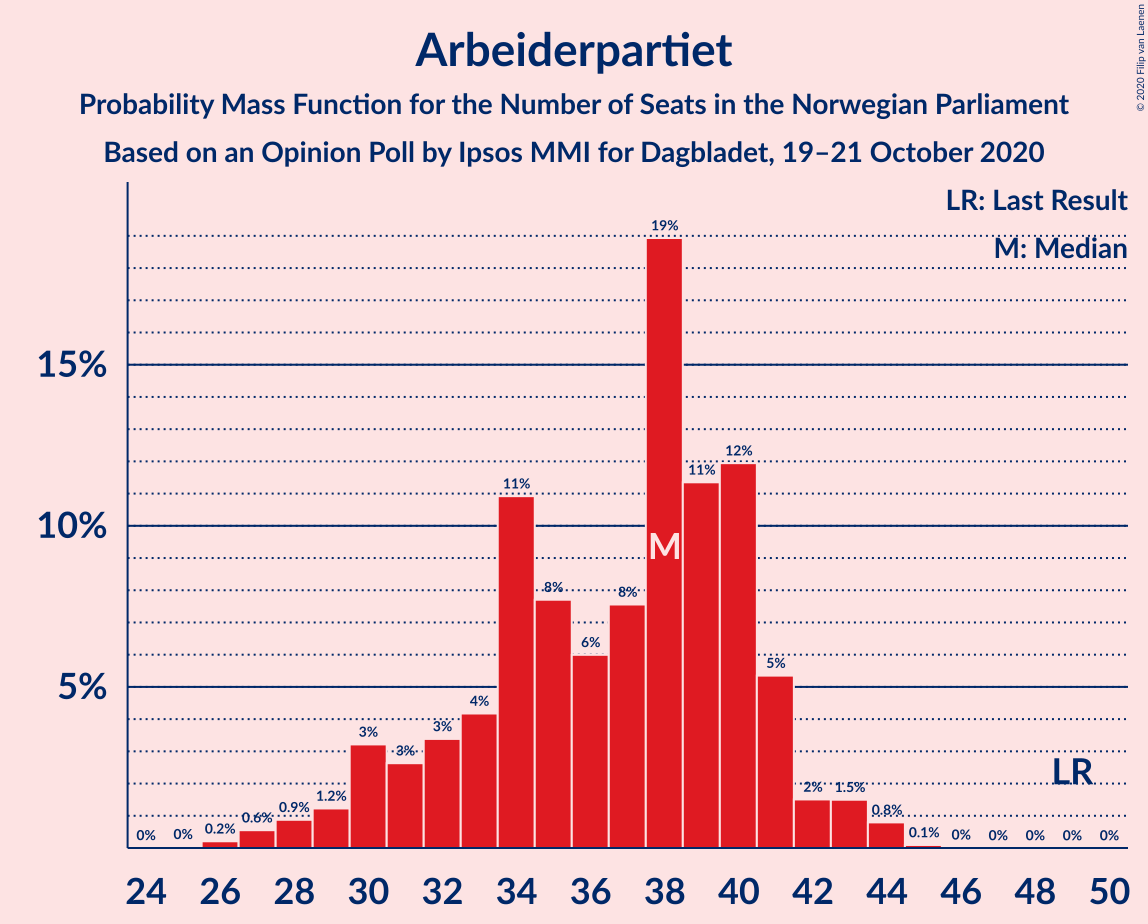 Arbeiderpartiet
Probability Mass Function for the Number of Seats in the Norwegian Parliament
Based on an Opinion Poll by Ipsos MMI for Dagbladet, 19–21 October 2020
© 2020 Filip van Laenen
LR: Last Result
M: Median
15%
10%
5%
0% 0% 0.2% 0.6% 0.9% 1.2% 3% 3% 3% 4% 11% 8% 6% 8% 19% 11% 12% 5% 2% 1.5% 0.8% 0.1% 0% 0% 0% 0% 0%
M
LR
24 26 28 30 32 34 36 38 40 42 44 46 48 50